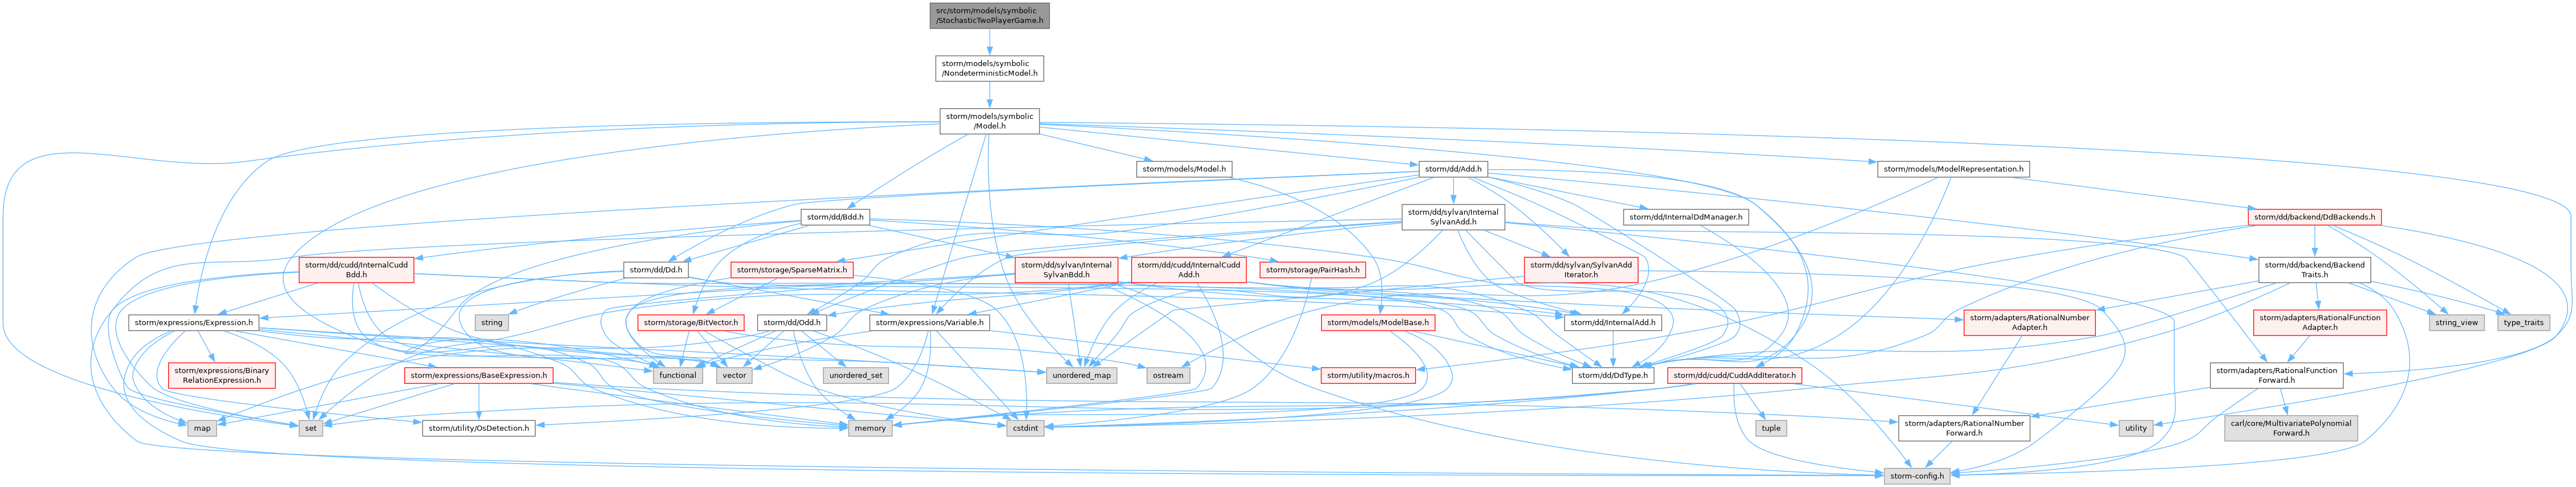 src/storm/models/symbolic
/StochasticTwoPlayerGame.h
storm/models/symbolic
/NondeterministicModel.h
storm/models/symbolic
/Model.h
storm/models/Model.h
storm/dd/Add.h
storm/models/ModelRepresentation.h
storm/dd/Bdd.h
storm/dd/sylvan/Internal
SylvanAdd.h
storm/dd/InternalDdManager.h
storm/dd/backend/DdBackends.h
storm/dd/cudd/InternalCudd
Bdd.h
storm/dd/Dd.h
storm/storage/SparseMatrix.h
storm/dd/sylvan/Internal
SylvanBdd.h
storm/dd/cudd/InternalCudd
Add.h
storm/storage/PairHash.h
storm/dd/sylvan/SylvanAdd
Iterator.h
storm/dd/backend/Backend
Traits.h
storm/expressions/Expression.h
string
storm/storage/BitVector.h
storm/dd/Odd.h
storm/expressions/Variable.h
storm/models/ModelBase.h
storm/dd/InternalAdd.h
storm/adapters/RationalNumber
Adapter.h
storm/adapters/RationalFunction
Adapter.h
string_view
type_traits
storm/expressions/Binary
RelationExpression.h
storm/expressions/BaseExpression.h
functional
vector
unordered_set
unordered_map
ostream
storm/utility/macros.h
storm/dd/DdType.h
storm/dd/cudd/CuddAddIterator.h
storm/adapters/RationalFunction
Forward.h
map
set
storm/utility/OsDetection.h
memory
cstdint
tuple
storm/adapters/RationalNumber
Forward.h
utility
carl/core/MultivariatePolynomial
Forward.h
storm-config.h